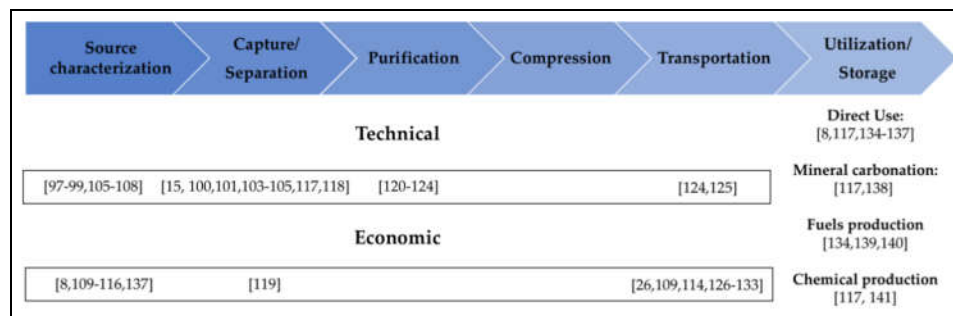 Source characterization
Capture/ Separation
Purification
Compression
Transportation
Utilization/ Storage
Technical
[97-99,105-108] [15, 100,101,103-105,117,118] [120-124] [124,125]
Economic
[8,109-116,137] [119] [26,109,114,126-133]
Direct Use:
[8,117,134-137]
Mineral carbonation:
[117,138]
Fuels production
[134,139,140]
Chemical production
[117, 141]